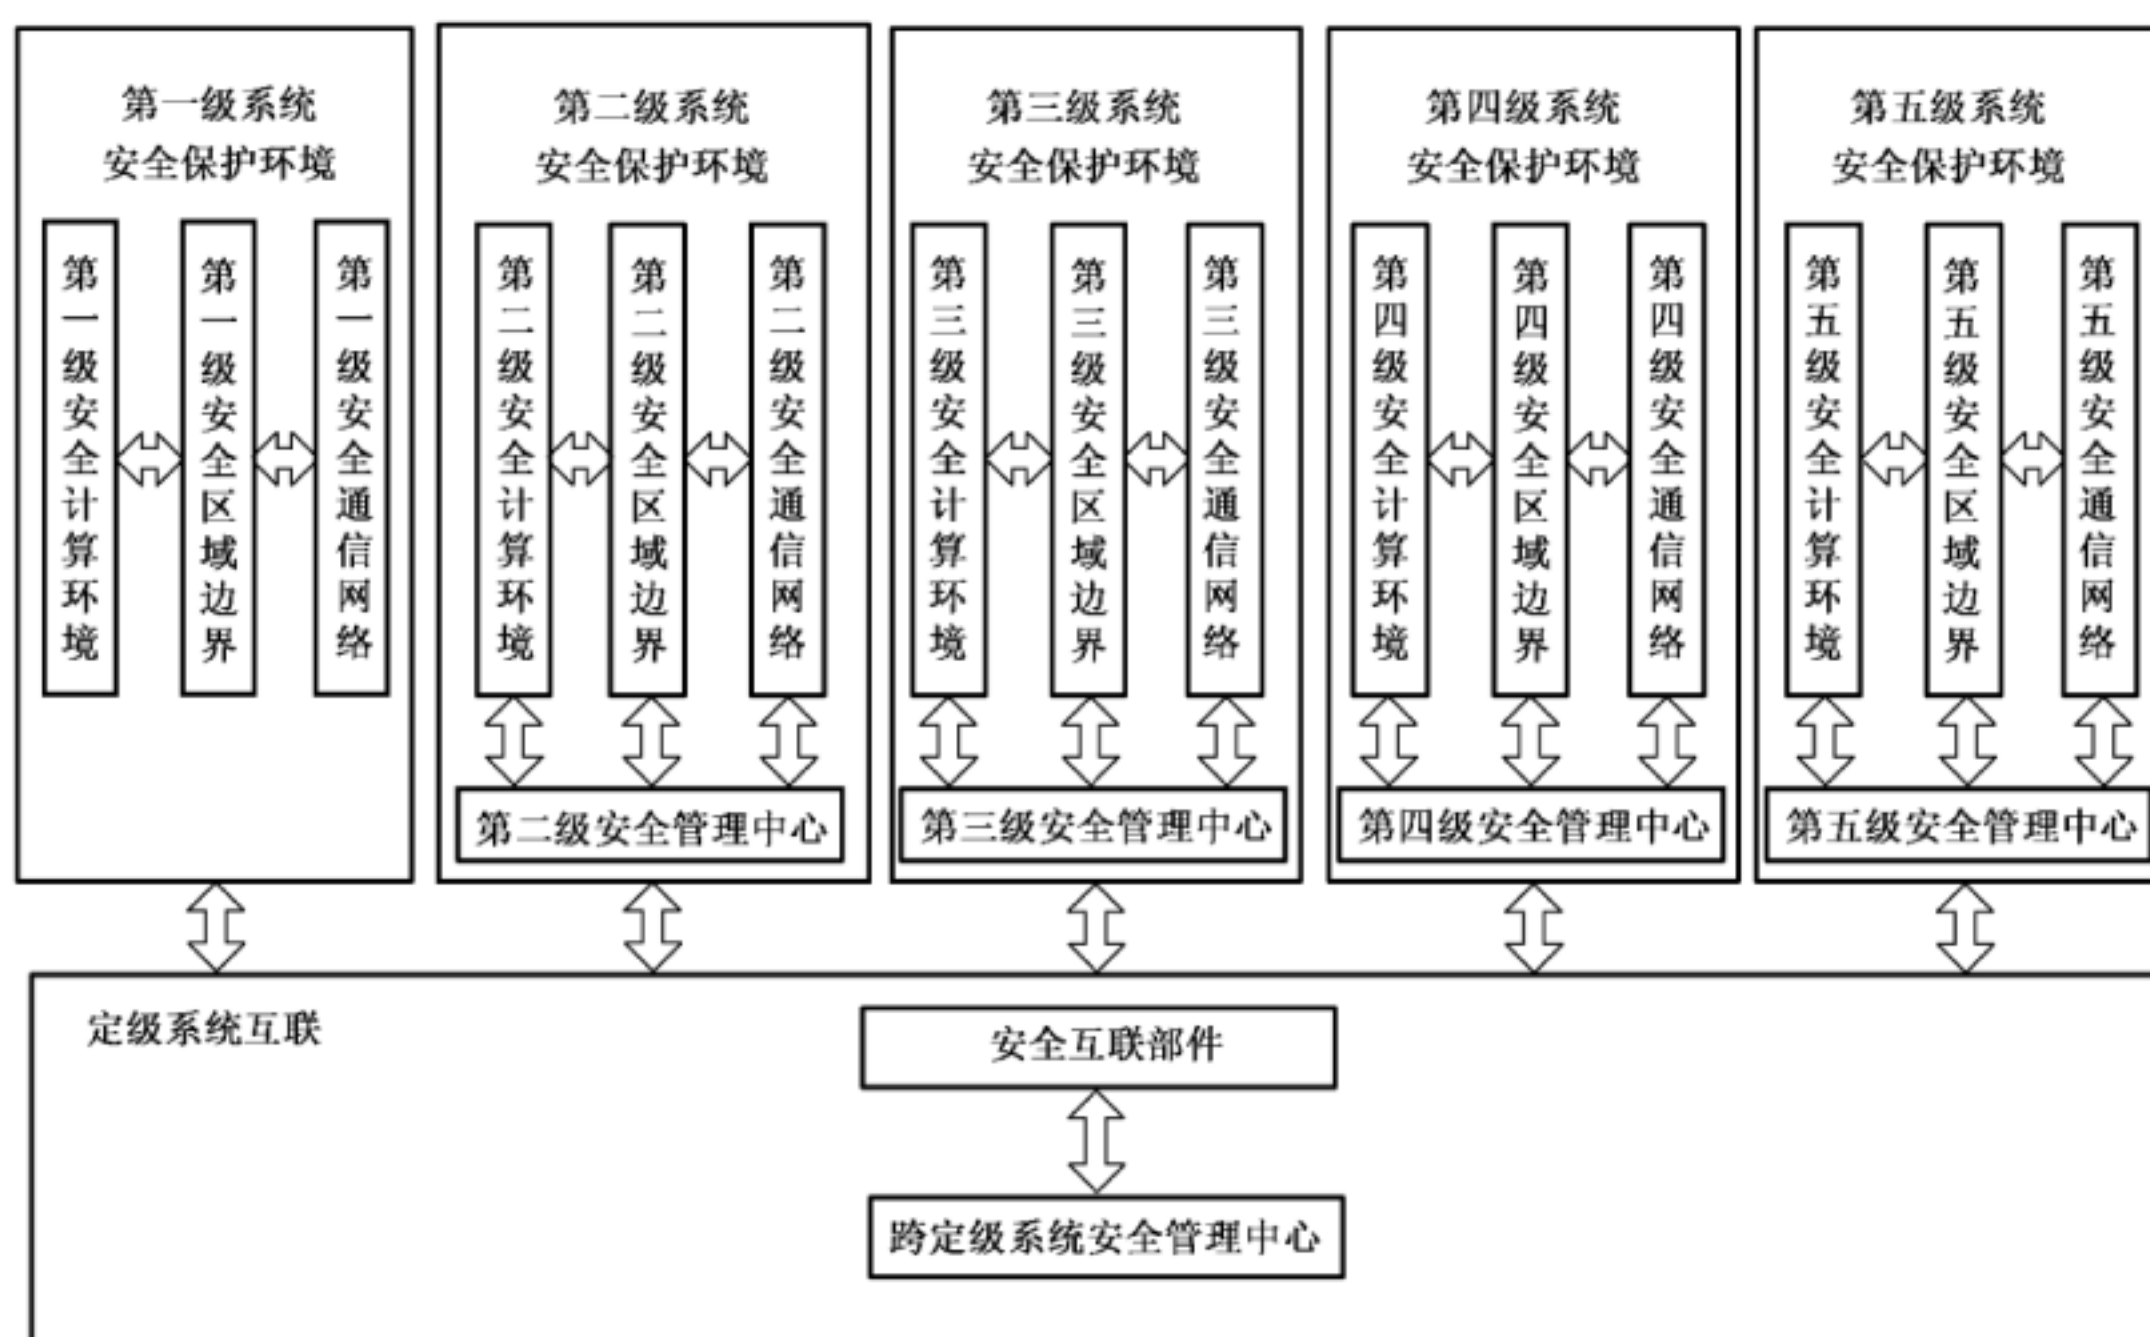 第一级系统
安全保护环境
第一级安全计算环境
第一级安全区域边界
第一级安全通信网络
第二级系统
安全保护环境
第二级安全计算环境
第二级安全区域边界
第二级安全通信网络
第二级安全管理中心
第三级系统
安全保护环境
第三级安全计算环境
第三级安全区域边界
第三级安全通信网络
第三级安全管理中心
第四级系统
安全保护环境
第四级安全计算环境
第四级安全区域边界
第四级安全通信网络
第四级安全管理中心
第五级系统
安全保护环境
第五级安全计算环境
第五级安全区域边界
第五级安全通信网络
第五级安全管理中心
定级系统互联
安全互联部件
跨定级系统安全管理中心